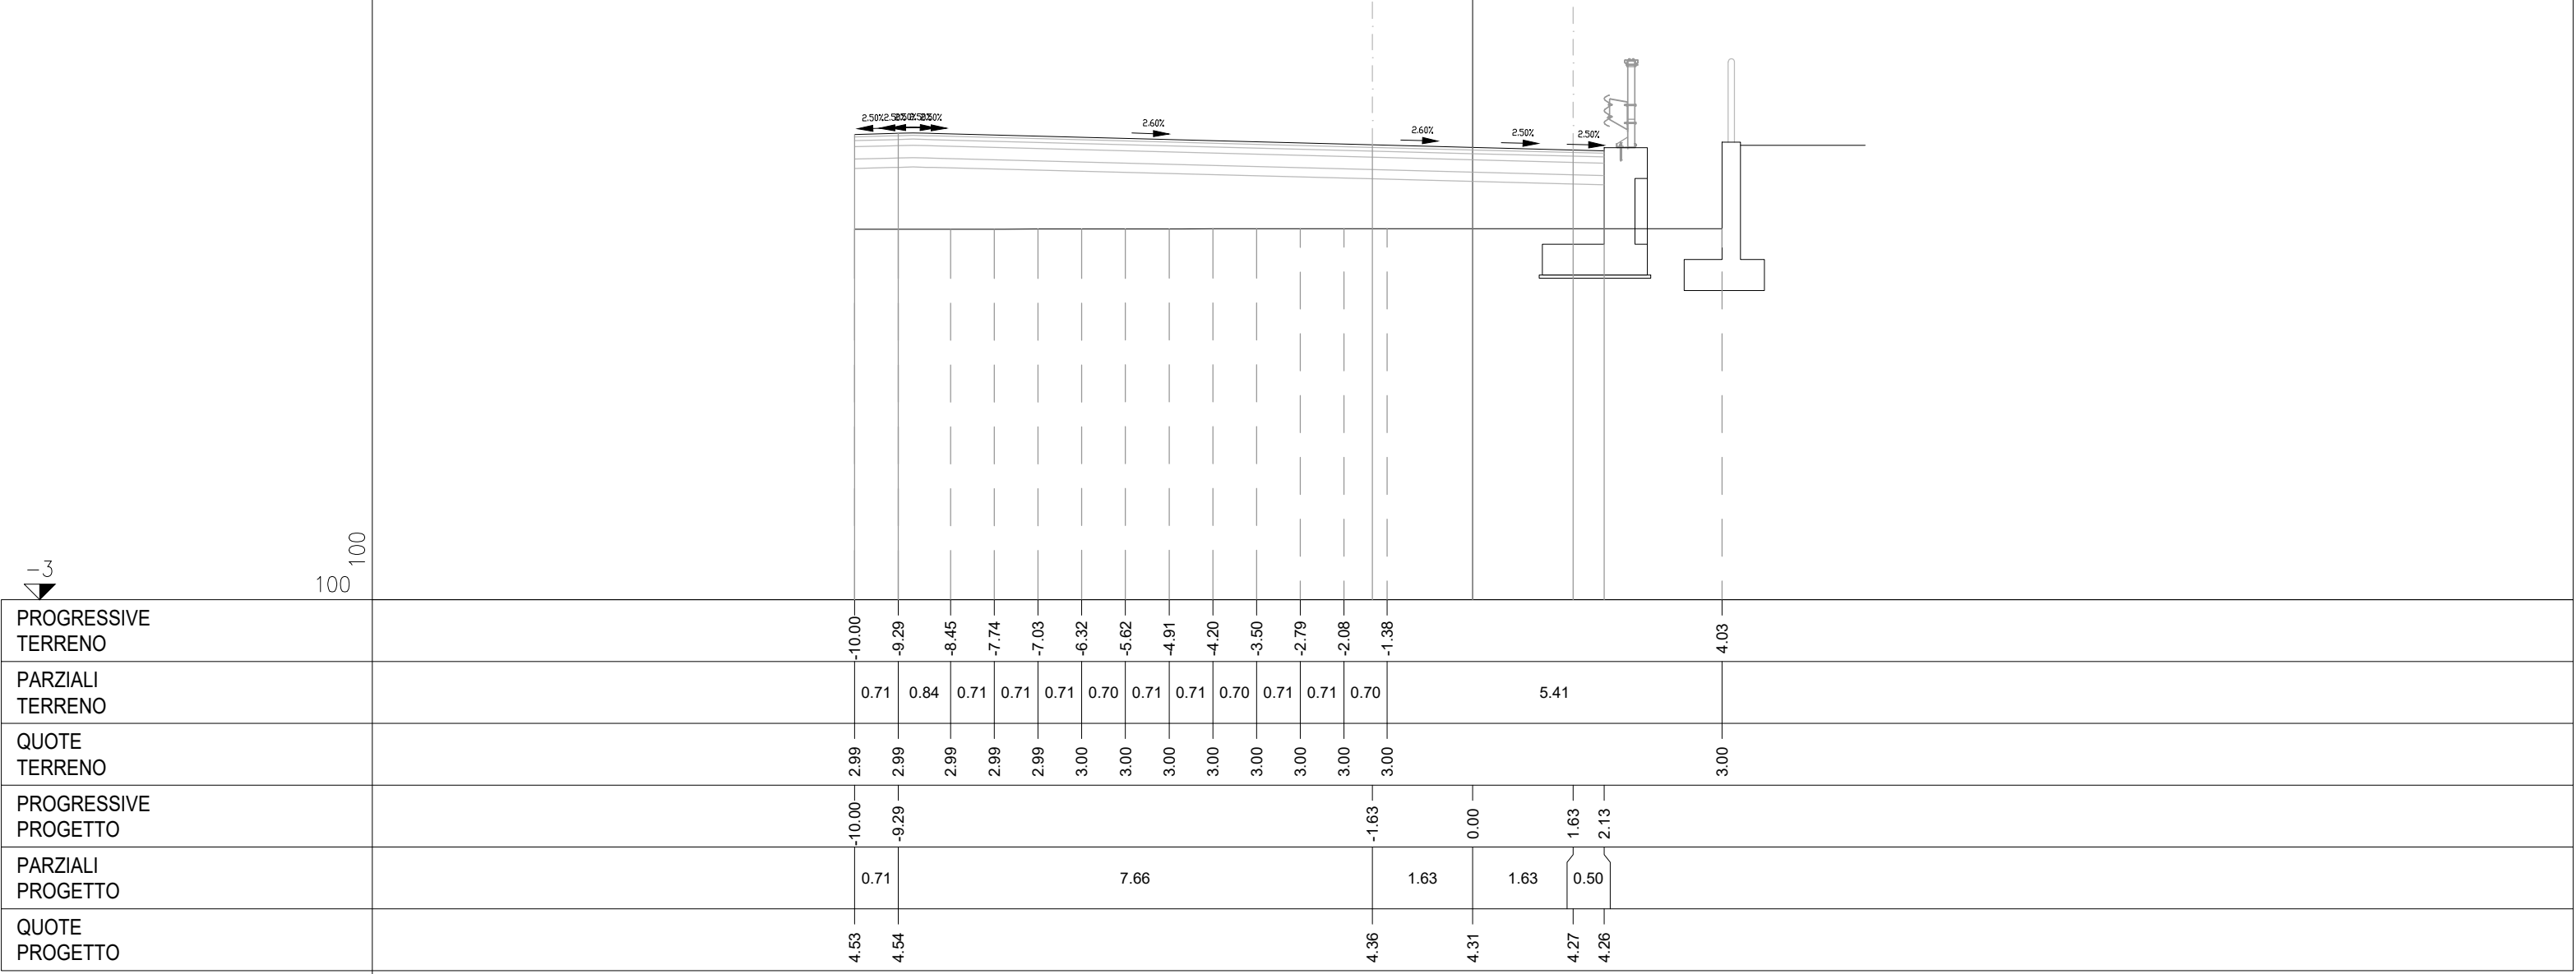 2.50%
2.50%
2.50%
2.50%
2.60%
2.60%
2.50%
2.50%
-3
100
100
PROGRESSIVE
TERRENO
-10.00 -9.29 -8.45 -7.74 -7.03 -6.32 -5.62 -4.91 -4.20 -3.50 -2.79 -2.08 -1.38 4.03
PARZIALI
TERRENO
0.71 0.84 0.71 0.71 0.71 0.70 0.71 0.71 0.70 0.71 0.71 0.70 5.41
QUOTE
TERRENO
2.99 2.99 2.99 2.99 2.99 3.00 3.00 3.00 3.00 3.00 3.00 3.00 3.00 3.00
PROGRESSIVE
PROGETTO
-10.00 -9.29 -1.63 0.00 1.63 2.13
PARZIALI
PROGETTO
0.71 7.66 1.63 1.63 0.50
QUOTE
PROGETTO
4.53 4.54 4.36 4.31 4.27 4.26